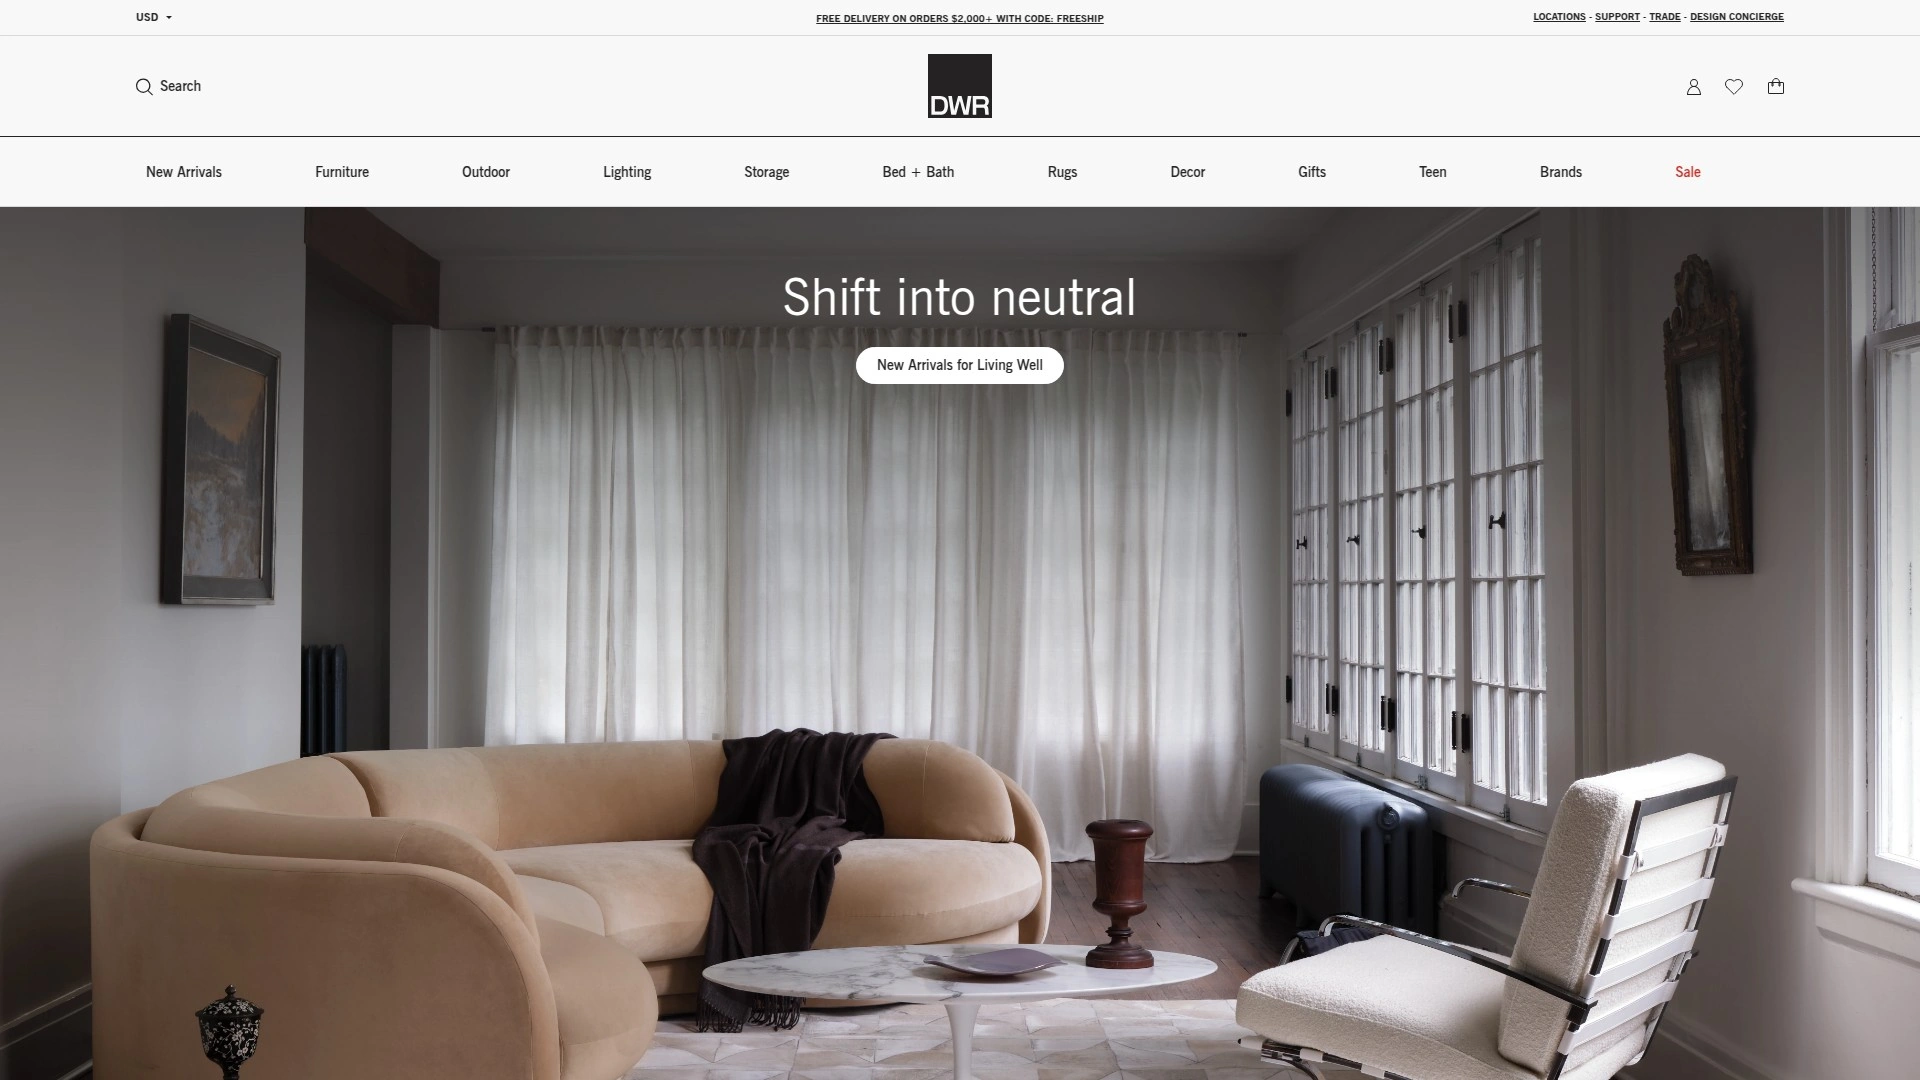 USD
FREE DELIVERY ON ORDERS $2,000+ WITH CODE: FREESHIP
LOCATIONS - SUPPORT - TRADE - DESIGN CONCIERGE
Search
DWR
New Arrivals
Furniture
Outdoor
Lighting
Storage
Bed + Bath
Rugs
Decor
Gifts
Teen
Brands
Sale
Shift into neutral
New Arrivals for Living Well